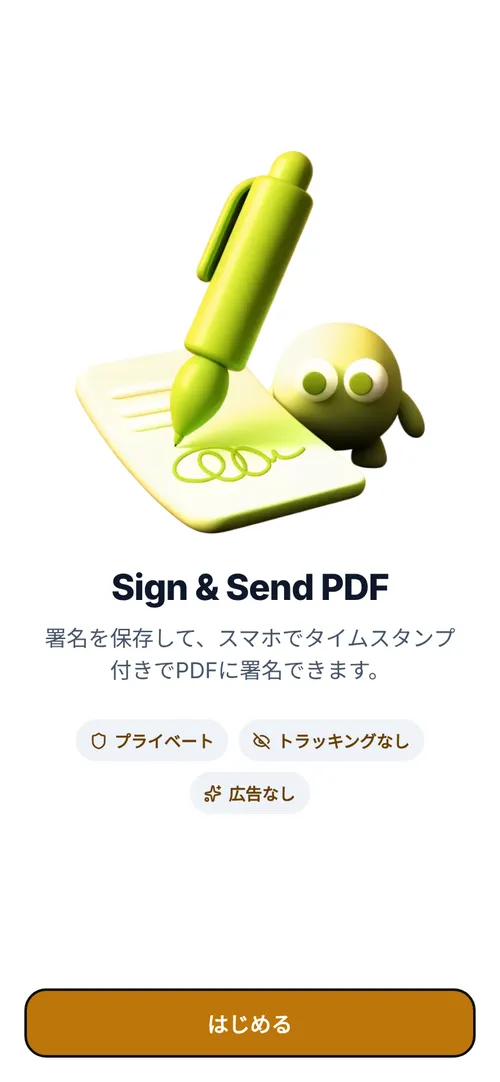 Sign & Send PDF
署名を保存して、スマホでタイムスタンプ
付きでPDFに署名できます。
プライベート
トラッキングなし
広告なし
はじめる